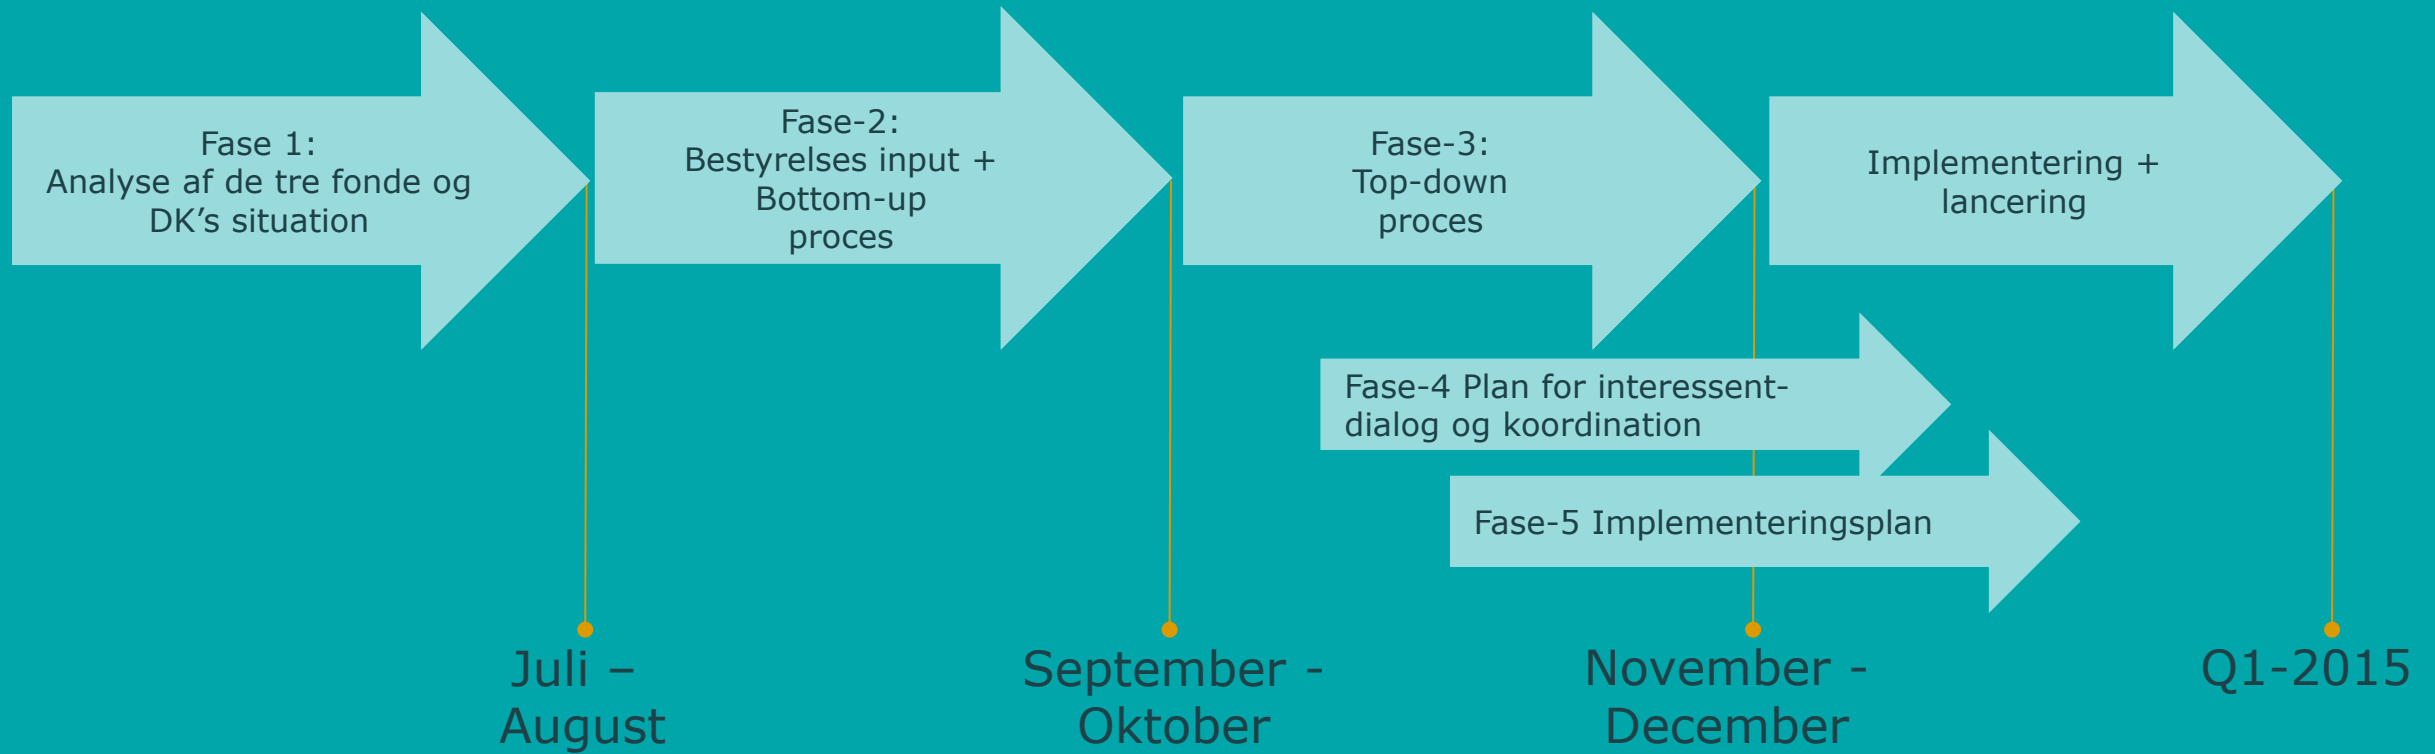 Fase 1:
Analyse af de tre fonde og
DK’s situation
Fase-2:
Bestyrelses input +
Bottom-up
proces
Fase-3:
Top-down
proces
Implementering +
lancering
Fase-4 Plan for interessent-
dialog og koordination
Fase-5 Implementeringsplan
Juli –
August
September -
Oktober
November -
December
Q1-2015